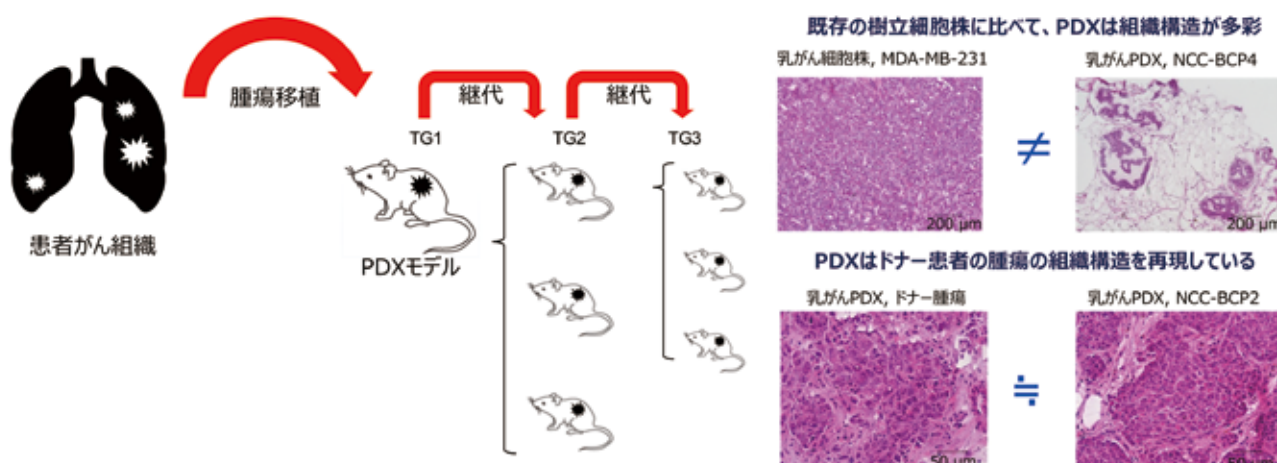 腫瘍移植
継代
継代
TG1
TG2
TG3
患者がん組織
PDXモデル
既存の樹立細胞株に比べて、PDXは組織構造が多彩
乳がん細胞株, MDA-MB-231
乳がんPDX, NCC-BCP4
200 μm
≠
200 μm
PDXはドナー患者の腫瘍の組織構造を再現している
乳がんPDX, ドナー腫瘍
乳がんPDX, NCC-BCP2
50 μm
≒
50 μm